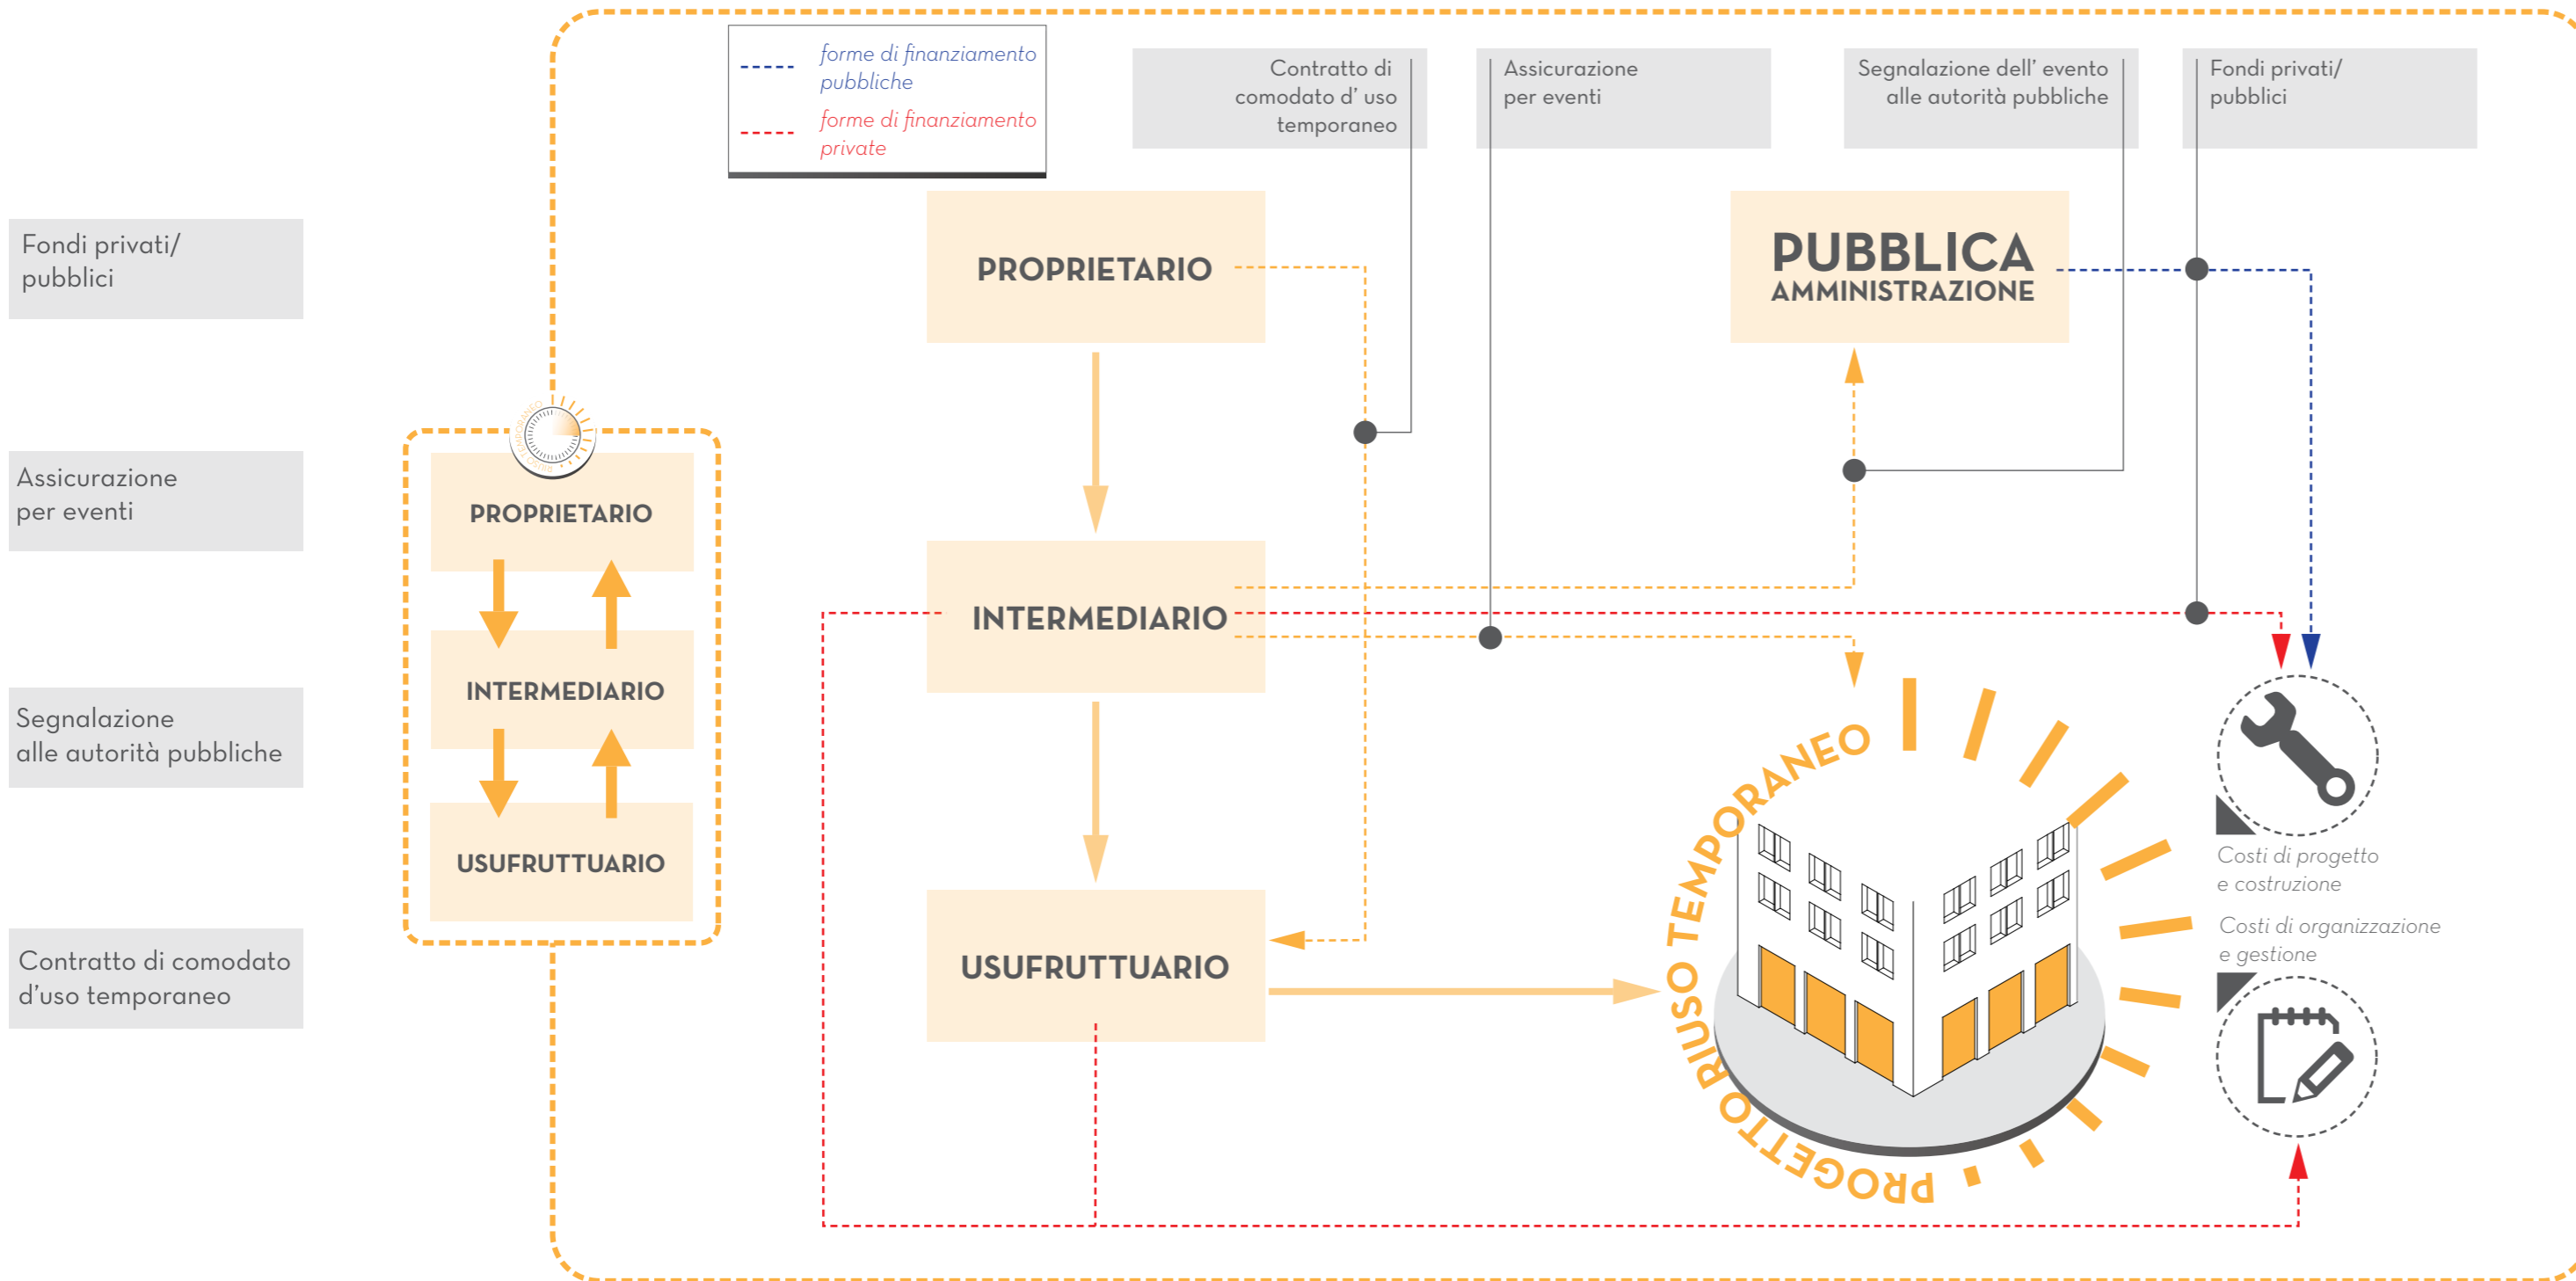 forme di finanziamento
pubbliche
forme di finanziamento
private
Contratto di
comodato d' uso
temporaneo
Assicurazione
per eventi
Segnalazione dell' evento
alle autorità pubbliche
Fondi privati/
pubblici
Fondi privati/
pubblici
Assicurazione
per eventi
Segnalazione
alle autorità pubbliche
Contratto di comodato
d'uso temporaneo
RIUSO TEMPORANEO
PROPRIETARIO
INTERMEDIARIO
USUFRUTTUARIO
PROPRIETARIO
PUBBLICA
AMMINISTRAZIONE
INTERMEDIARIO
USUFRUTTUARIO
PROGETTO RIUSO TEMPORANEO
Costi di progetto
e costruzione
Costi di organizzazione
e gestione